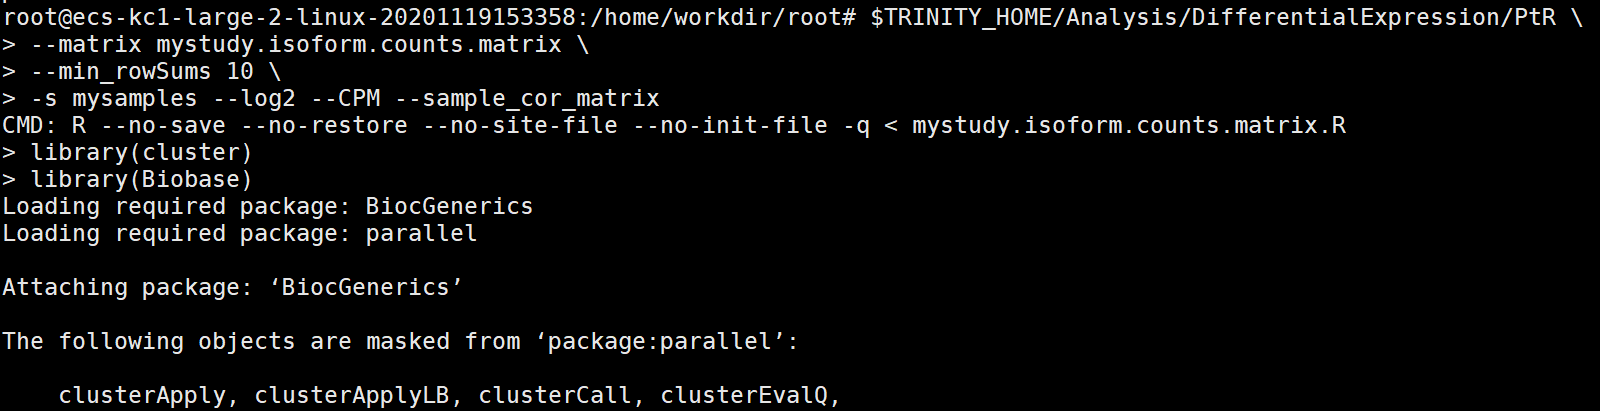 root@ecs-kc1-large-2-linux-20201119153358:/home/workdir/root# $TRINITY_HOME/Analysis/DifferentialExpression/PtR \
> --matrix mystudy.isoform.counts.matrix \
> --min_rowSums 10 \
> -s mysamples --log2 --CPM --sample_cor_matrix
CMD: R --no-save --no-restore --no-site-file --no-init-file -q < mystudy.isoform.counts.matrix.R
> library(cluster)
> library(Biobase)
Loading required package: BiocGenerics
Loading required package: parallel
Attaching package: ‘BiocGenerics’
The following objects are masked from ‘package:parallel’:
clusterApply, clusterApplyLB, clusterCall, clusterEvalQ,